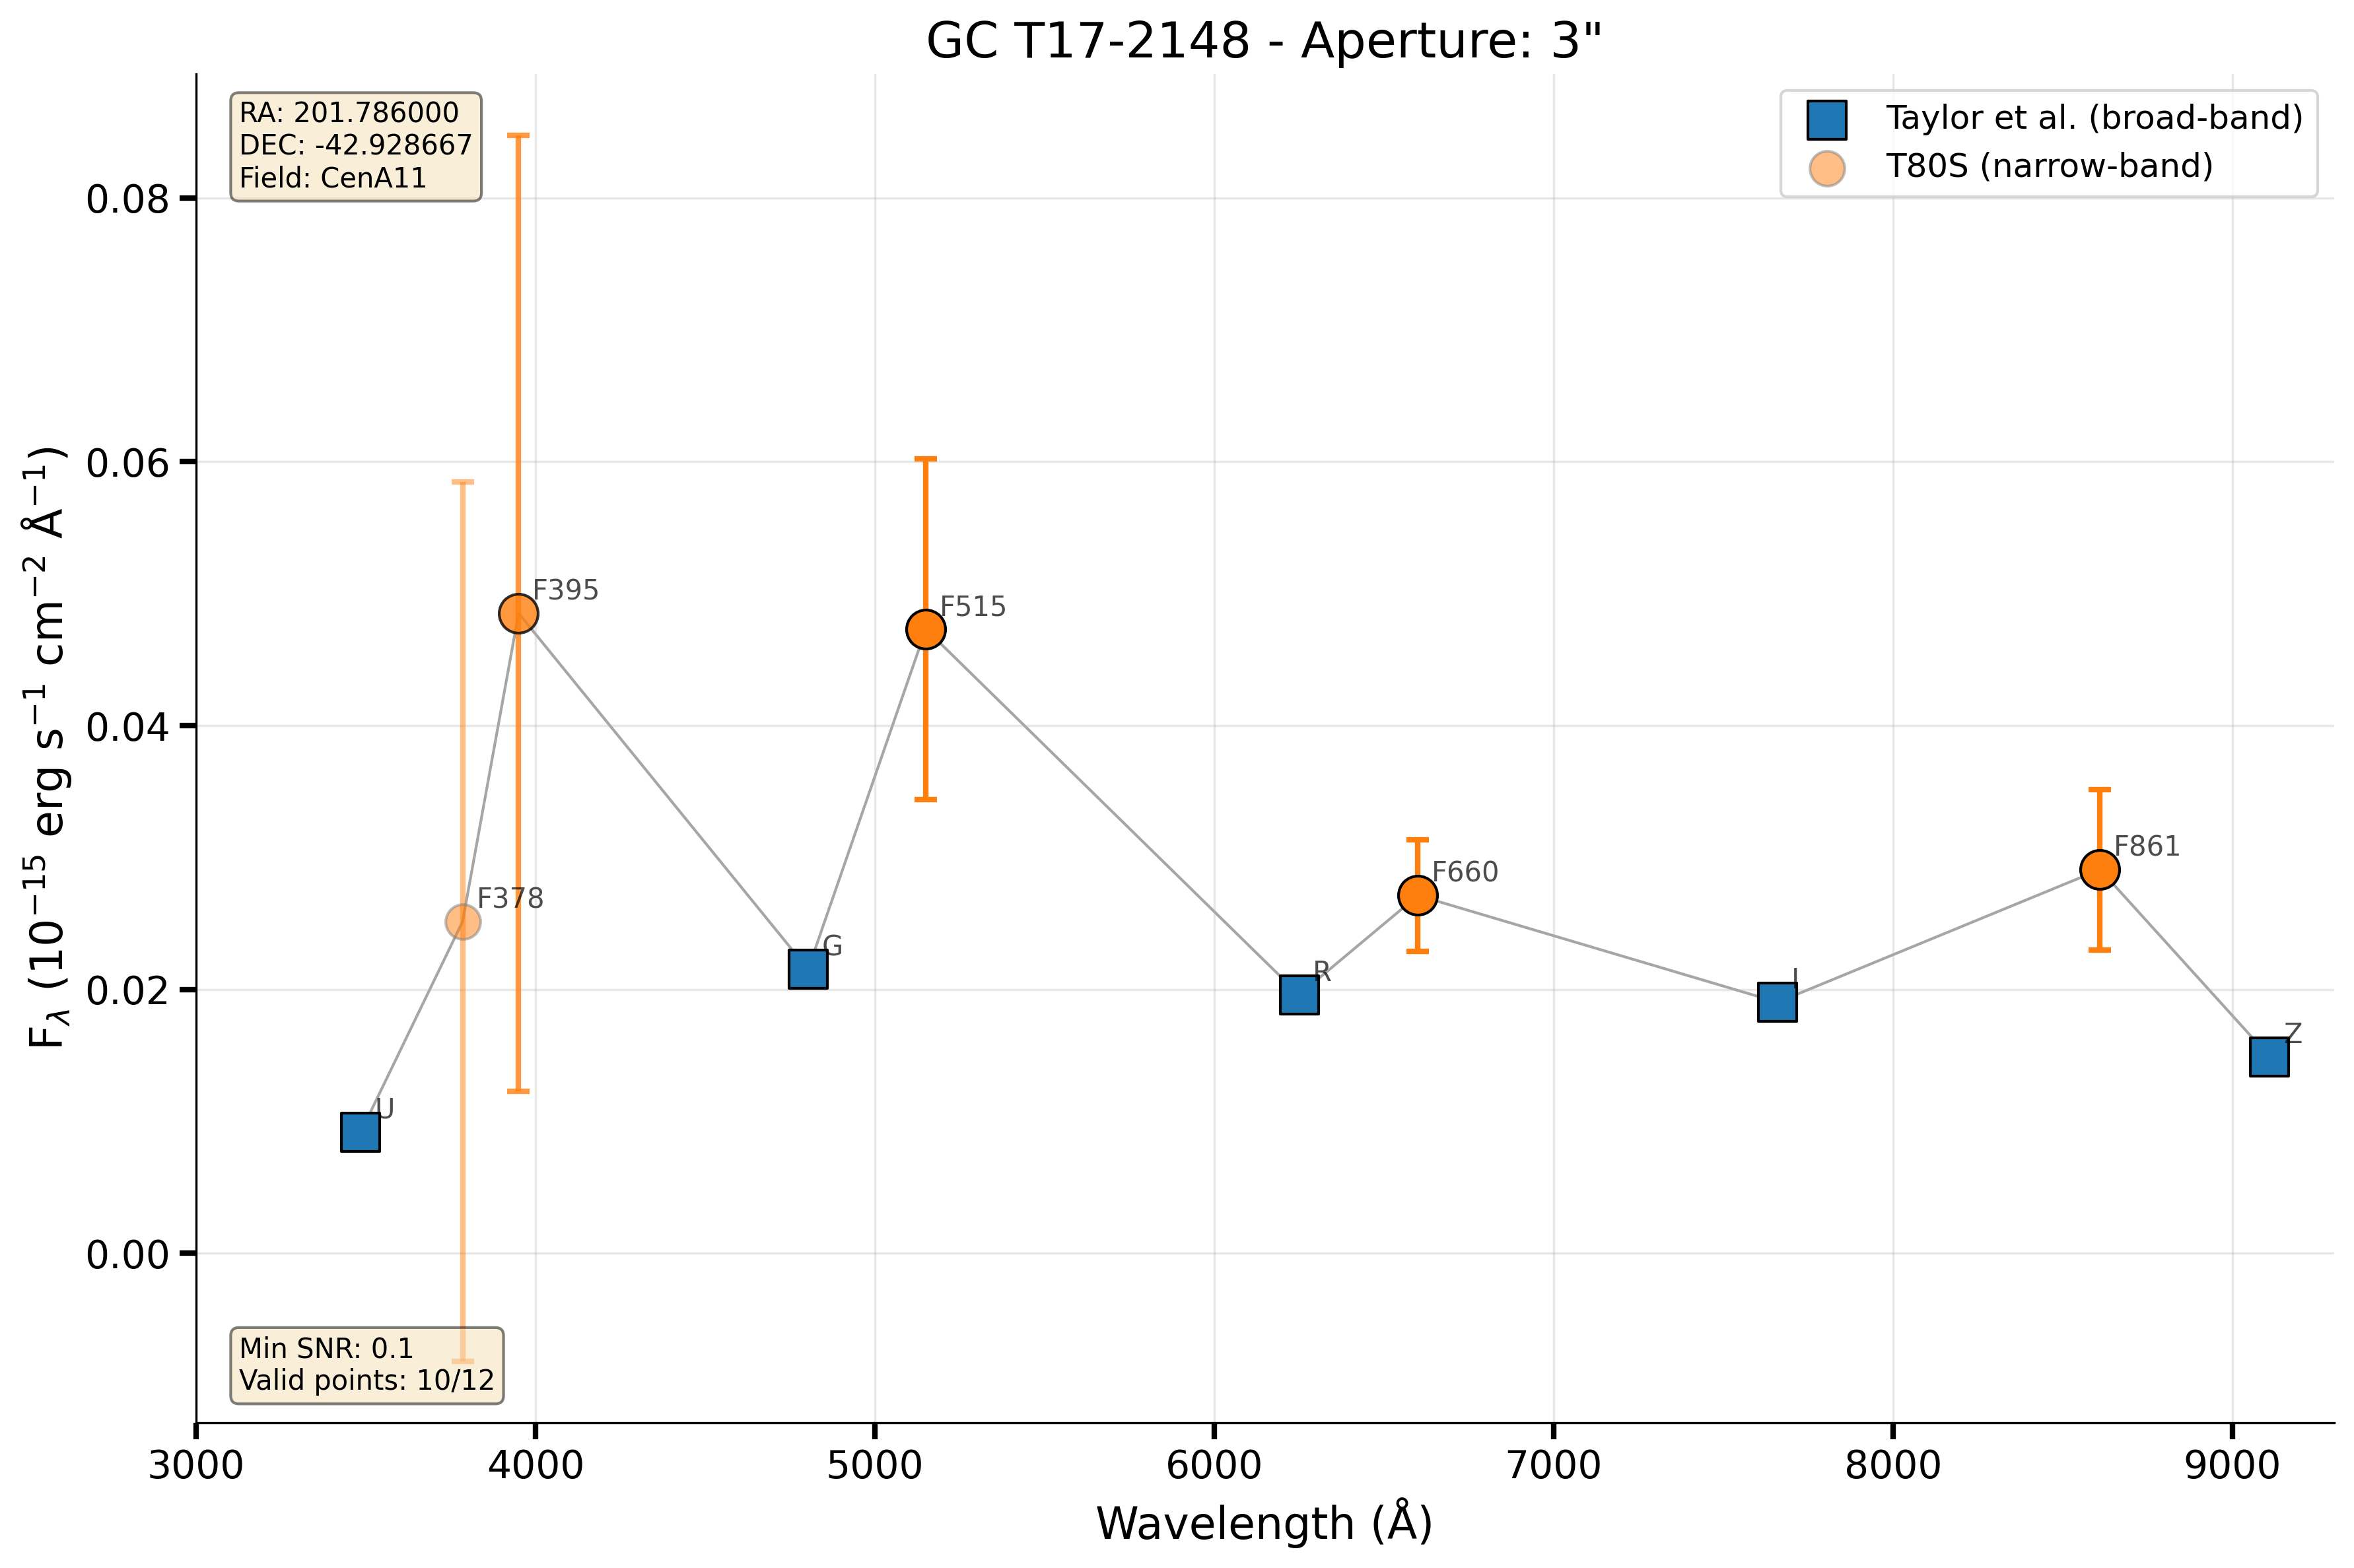 GC T17-2148 - Aperture: 3"
RA: 201.786000
DEC: -42.928667
Field: CenA11
Taylor et al. (broad-band)
T80S (narrow-band)
0.08
0.06
0.04
0.02
0.00
F_λ (10⁻¹⁵ erg s⁻¹ cm⁻² Å⁻¹)
F395
F515
F378
F660
F861
G
R
I
Z
U
Min SNR: 0.1
Valid points: 10/12
3000 4000 5000 6000 7000 8000 9000
Wavelength (Å)